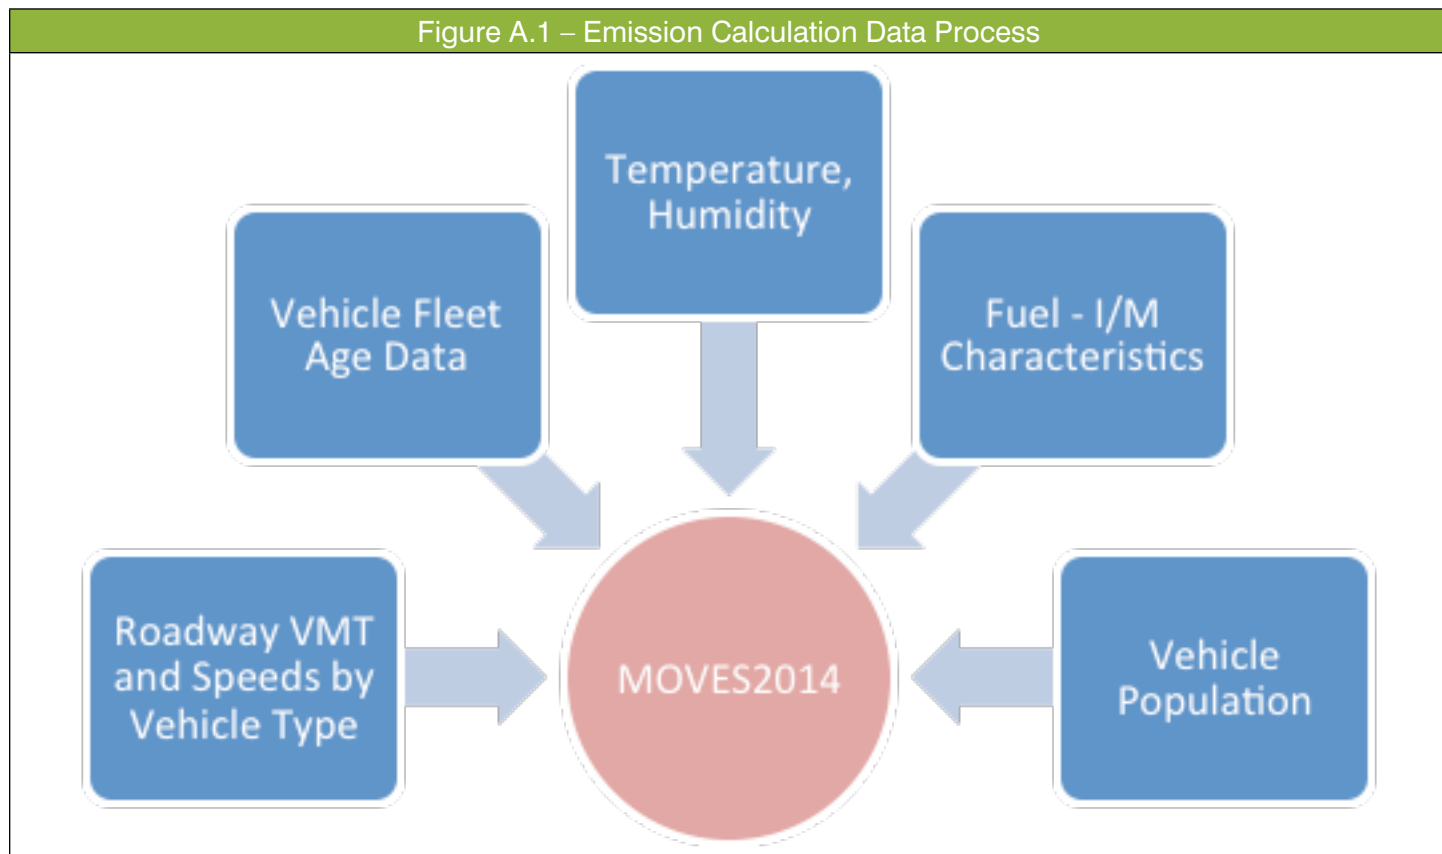 Figure A.1 – Emission Calculation Data Process
Temperature,
Humidity
Vehicle Fleet
Age Data
Fuel - I/M
Characteristics
Roadway VMT
and Speeds by
Vehicle Type
MOVES2014
Vehicle
Population